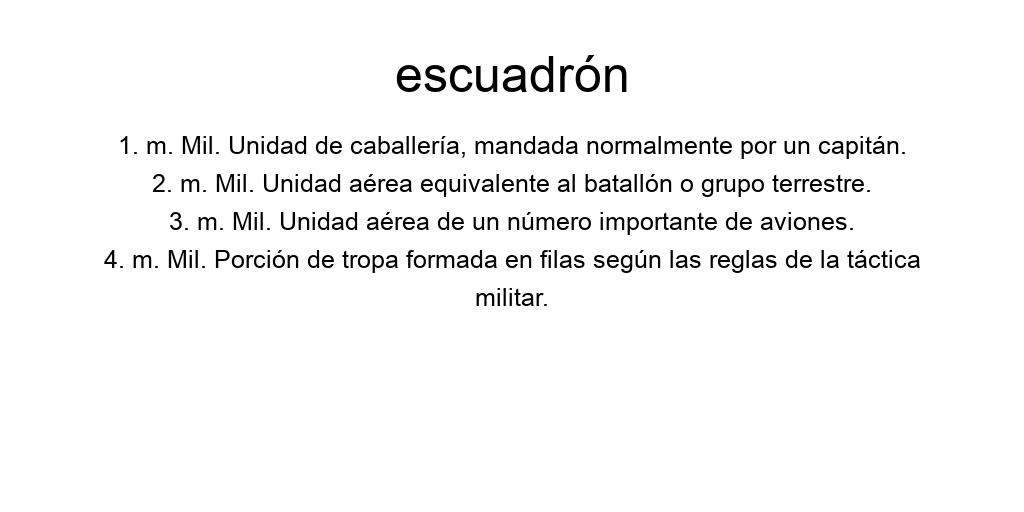 escuadrón
1. m. Mil. Unidad de caballería, mandada normalmente por un capitán.
2. m. Mil. Unidad aérea equivalente al batallón o grupo terrestre.
3. m. Mil. Unidad aérea de un número importante de aviones.
4. m. Mil. Porción de tropa formada en filas según las reglas de la táctica
militar.